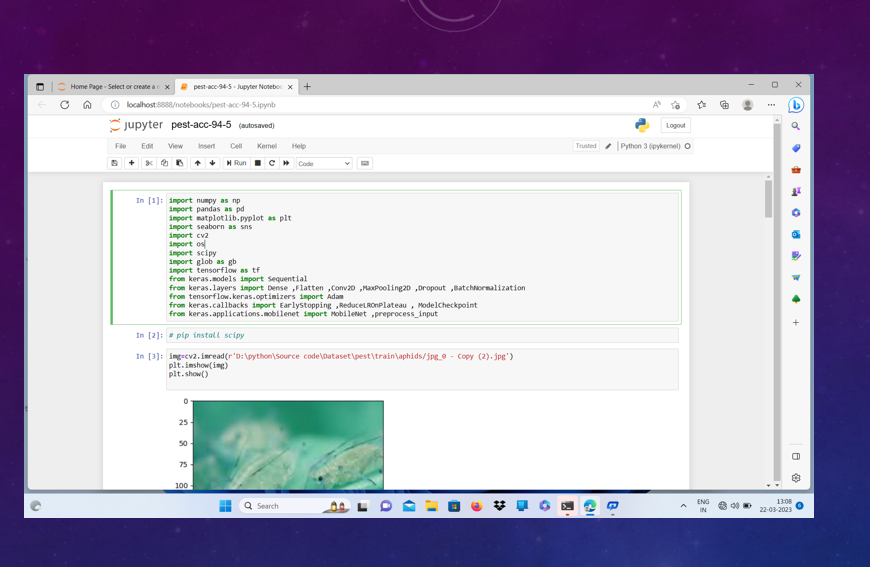 Home Page - Select or create a n
pest-acc-94-5 - Jupyter Notebook
localhost:8888/notebooks/pest-acc-94-5.ipynb
jupyter pest-acc-94-5 (autosaved)
Logout
File Edit View Insert Cell Kernel Help
Trusted Python 3 (ipykernel)
Run Code
In [1]: import numpy as np
import pandas as pd
import matplotlib.pyplot as plt
import seaborn as sns
import cv2
import os
import scipy
import glob as gb
import tensorflow as tf
from keras.models import Sequential
from keras.layers import Dense ,Flatten ,Conv2D ,MaxPooling2D ,Dropout ,BatchNormalization
from tensorflow.keras.optimizers import Adam
from keras.callbacks import EarlyStopping ,ReduceLROnPlateau , ModelCheckpoint
from keras.applications.mobilenet import MobileNet ,preprocess_input
In [2]: # pip install scipy
In [3]: img=cv2.imread(r'D:\python\Source code\Dataset\pest\train\aphids/jpg_0 - Copy (2).jpg')
plt.imshow(img)
plt.show()
0
25
50
75
100
Search
ENG
IN
13:08
22-03-2023
6